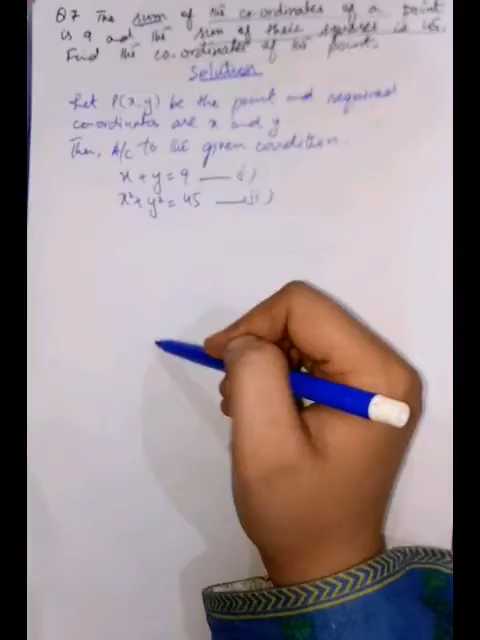 Q7 The sum of the co-ordinates of a point
is 9 and the sum of their squares is 45.
Find the co-ordinates of the point.
Solution
Let P(x,y) be the point and required
co-ordinates are x and y
Then, A/C to the given condition.
x + y = 9 — i)
x² + y² = 45 — ii)